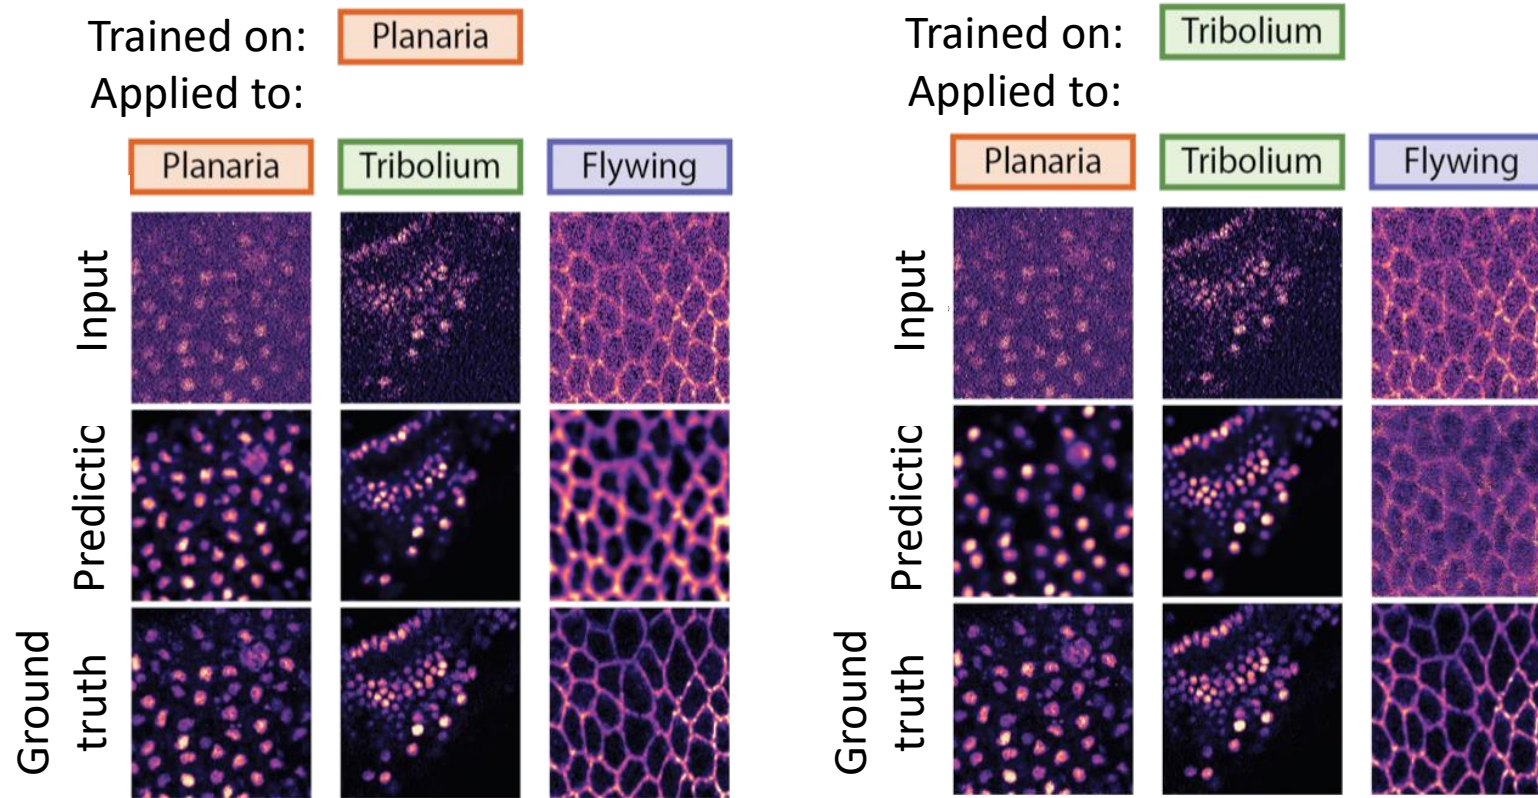 Trained on: Planaria
Applied to:
Planaria Tribolium Flywing
Input
Predictic
Ground
truth
Trained on: Tribolium
Applied to:
Planaria Tribolium Flywing
Input
Predictic
Ground
truth